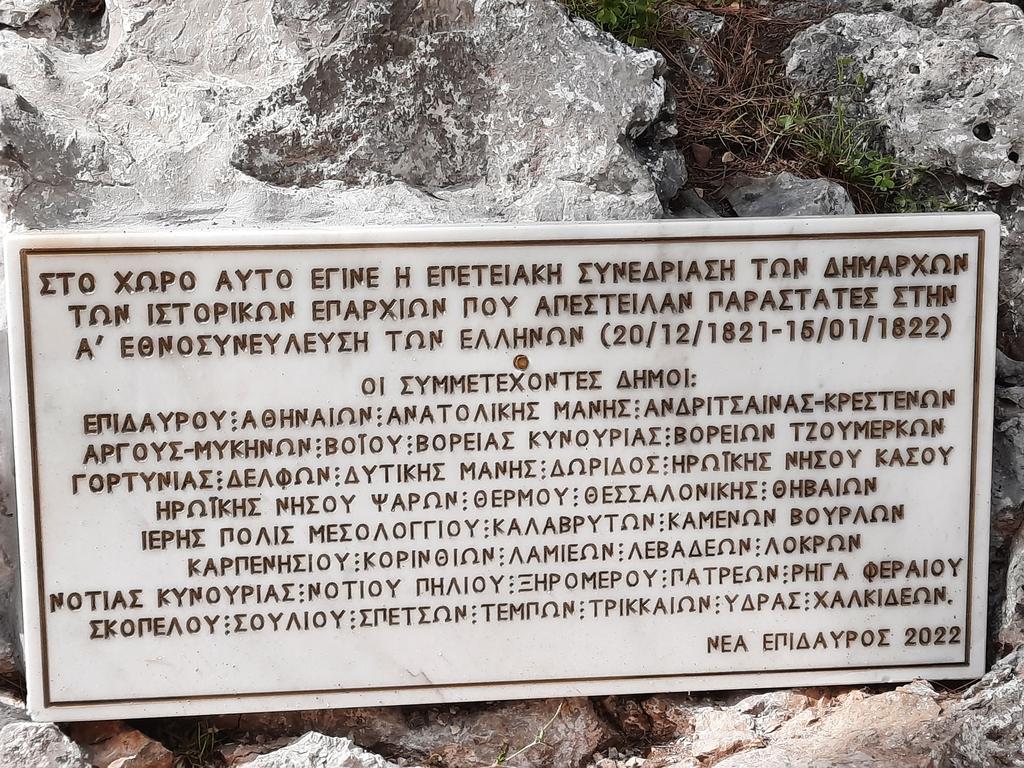 ΣΤΟ ΧΩΡΟ ΑΥΤΟ ΕΓΙΝΕ Η ΕΠΕΤΕΙΑΚΗ ΣΥΝΕΔΡΙΑΣΗ ΤΩΝ ΔΗΜΑΡΧΩΝ
ΤΩΝ ΙΣΤΟΡΙΚΩΝ ΕΠΑΡΧΙΩΝ ΠΟΥ ΑΠΕΣΤΕΙΛΑΝ ΠΑΡΑΣΤΑΤΕΣ ΣΤΗΝ
Α' ΕΘΝΟΣΥΝΕΥΛΕΥΣΗ ΤΩΝ ΕΛΛΗΝΩΝ (20/12/1821-15/01/1822)
ΟΙ ΣΥΜΜΕΤΕΧΟΝΤΕΣ ΔΗΜΟΙ:
ΕΠΙΔΑΥΡΟΥ⋮ΑΘΗΝΑΙΩΝ⋮ΑΝΑΤΟΛΙΚΗΣ ΜΑΝΗΣ⋮ΑΝΔΡΙΤΣΑΙΝΑΣ-ΚΡΕΣΤΕΝΩΝ
ΑΡΓΟΥΣ-ΜΥΚΗΝΩΝ⋮ΒΟΪΟΥ⋮ΒΟΡΕΙΑΣ ΚΥΝΟΥΡΙΑΣ⋮ΒΟΡΕΙΩΝ ΤΖΟΥΜΕΡΚΩΝ
ΓΟΡΤΥΝΙΑΣ⋮ΔΕΛΦΩΝ⋮ΔΥΤΙΚΗΣ ΜΑΝΗΣ⋮ΔΩΡΙΔΟΣ⋮ΗΡΩΪΚΗΣ ΝΗΣΟΥ ΚΑΣΟΥ
ΗΡΩΪΚΗΣ ΝΗΣΟΥ ΨΑΡΩΝ⋮ΘΕΡΜΟΥ⋮ΘΕΣΣΑΛΟΝΙΚΗΣ⋮ΘΗΒΑΙΩΝ
ΙΕΡΗΣ ΠΟΛΙΣ ΜΕΣΟΛΟΓΓΙΟΥ⋮ΚΑΛΑΒΡΥΤΩΝ⋮ΚΑΜΕΝΩΝ ΒΟΥΡΛΩΝ
ΚΑΡΠΕΝΗΣΙΟΥ⋮ΚΟΡΙΝΘΙΩΝ⋮ΛΑΜΙΕΩΝ⋮ΛΕΒΑΔΕΩΝ⋮ΛΟΚΡΩΝ
ΝΟΤΙΑΣ ΚΥΝΟΥΡΙΑΣ⋮ΝΟΤΙΟΥ ΠΗΛΙΟΥ⋮ΞΗΡΟΜΕΡΟΥ⋮ΠΑΤΡΕΩΝ⋮ΡΗΓΑ ΦΕΡΑΙΟΥ
ΣΚΟΠΕΛΟΥ⋮ΣΟΥΛΙΟΥ⋮ΣΠΕΤΣΩΝ⋮ΤΕΜΠΩΝ⋮ΤΡΙΚΚΑΙΩΝ⋮ΥΔΡΑΣ⋮ΧΑΛΚΙΔΕΩΝ.
ΝΕΑ ΕΠΙΔΑΥΡΟΣ 2022